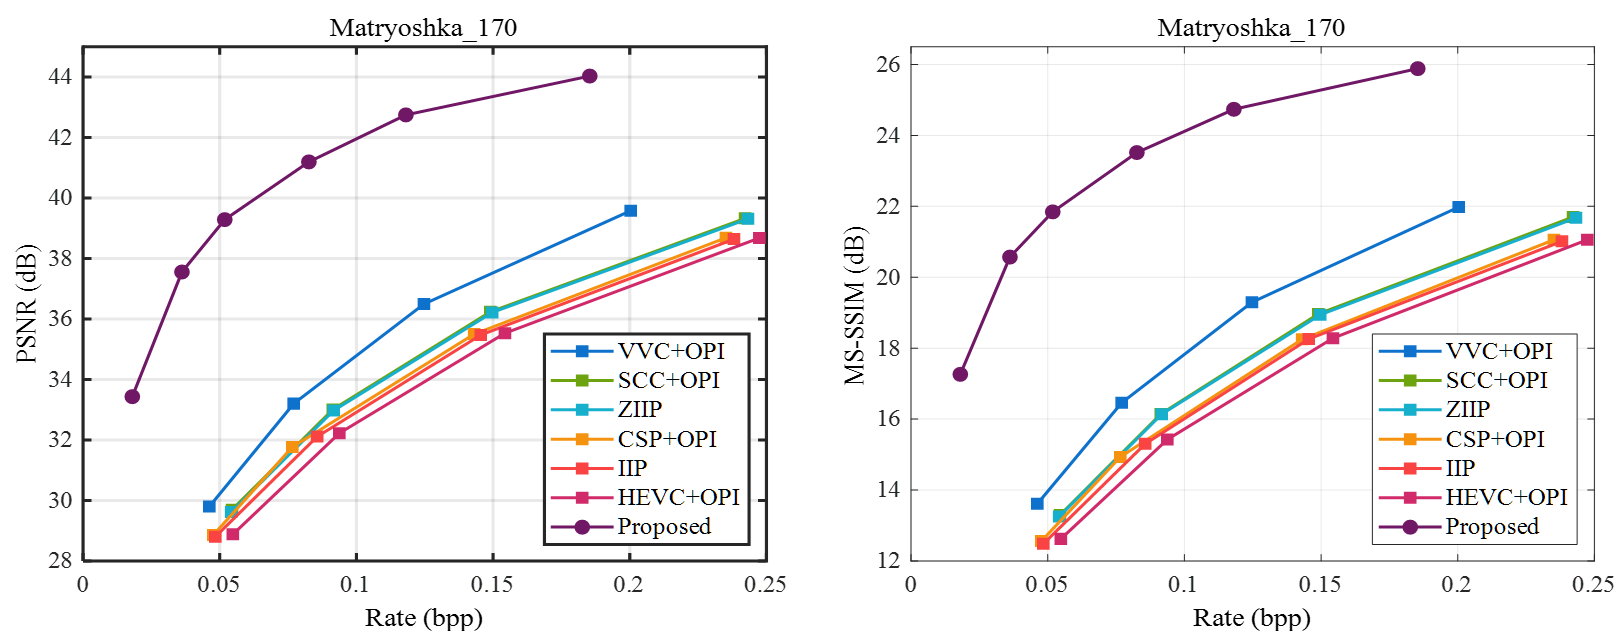 Matryoshka_170
PSNR (dB)
44
42
40
38
36
34
32
30
28
0
0.05
0.1
0.15
0.2
0.25
Rate (bpp)
VVC+OPI
SCC+OPI
ZIIP
CSP+OPI
IIP
HEVC+OPI
Proposed
Matryoshka_170
MS-SSIM (dB)
26
24
22
20
18
16
14
12
0
0.05
0.1
0.15
0.2
0.25
Rate (bpp)
VVC+OPI
SCC+OPI
ZIIP
CSP+OPI
IIP
HEVC+OPI
Proposed